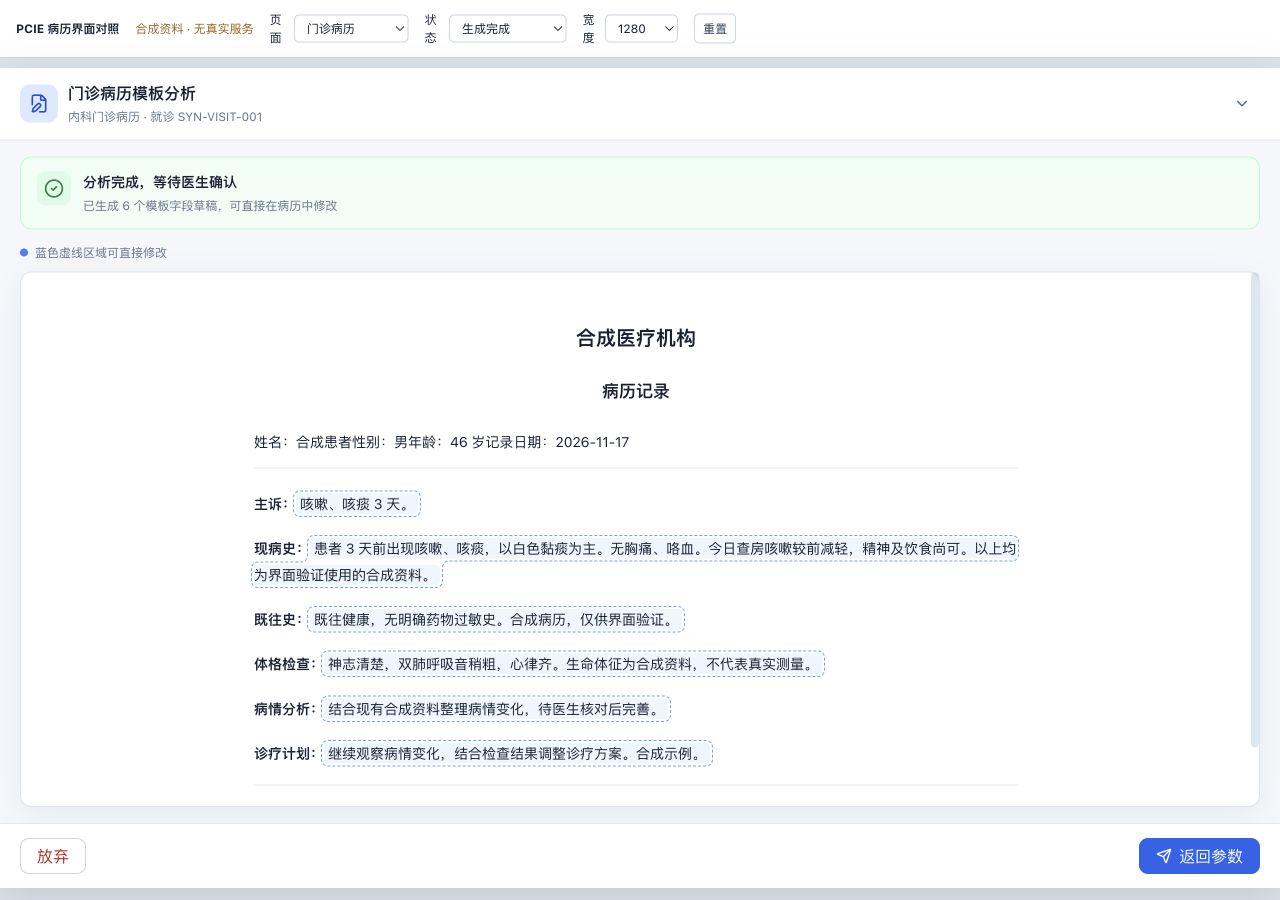 PCIE 病历界面对照 合成资料 · 无真实服务 页面 门诊病历 状态 生成完成 宽度 1280 重置
门诊病历模板分析
内科门诊病历 · 就诊 SYN-VISIT-001
分析完成，等待医生确认
已生成 6 个模板字段草稿，可直接在病历中修改
蓝色虚线区域可直接修改
合成医疗机构
病历记录
姓名：合成患者性别：男年龄：46 岁记录日期：2026-11-17
主诉：咳嗽、咳痰 3 天。
现病史：患者 3 天前出现咳嗽、咳痰，以白色黏痰为主。无胸痛、咯血。今日查房咳嗽较前减轻，精神及饮食尚可。以上均
为界面验证使用的合成资料。
既往史：既往健康，无明确药物过敏史。合成病历，仅供界面验证。
体格检查：神志清楚，双肺呼吸音稍粗，心律齐。生命体征为合成资料，不代表真实测量。
病情分析：结合现有合成资料整理病情变化，待医生核对后完善。
诊疗计划：继续观察病情变化，结合检查结果调整诊疗方案。合成示例。
放弃 返回参数